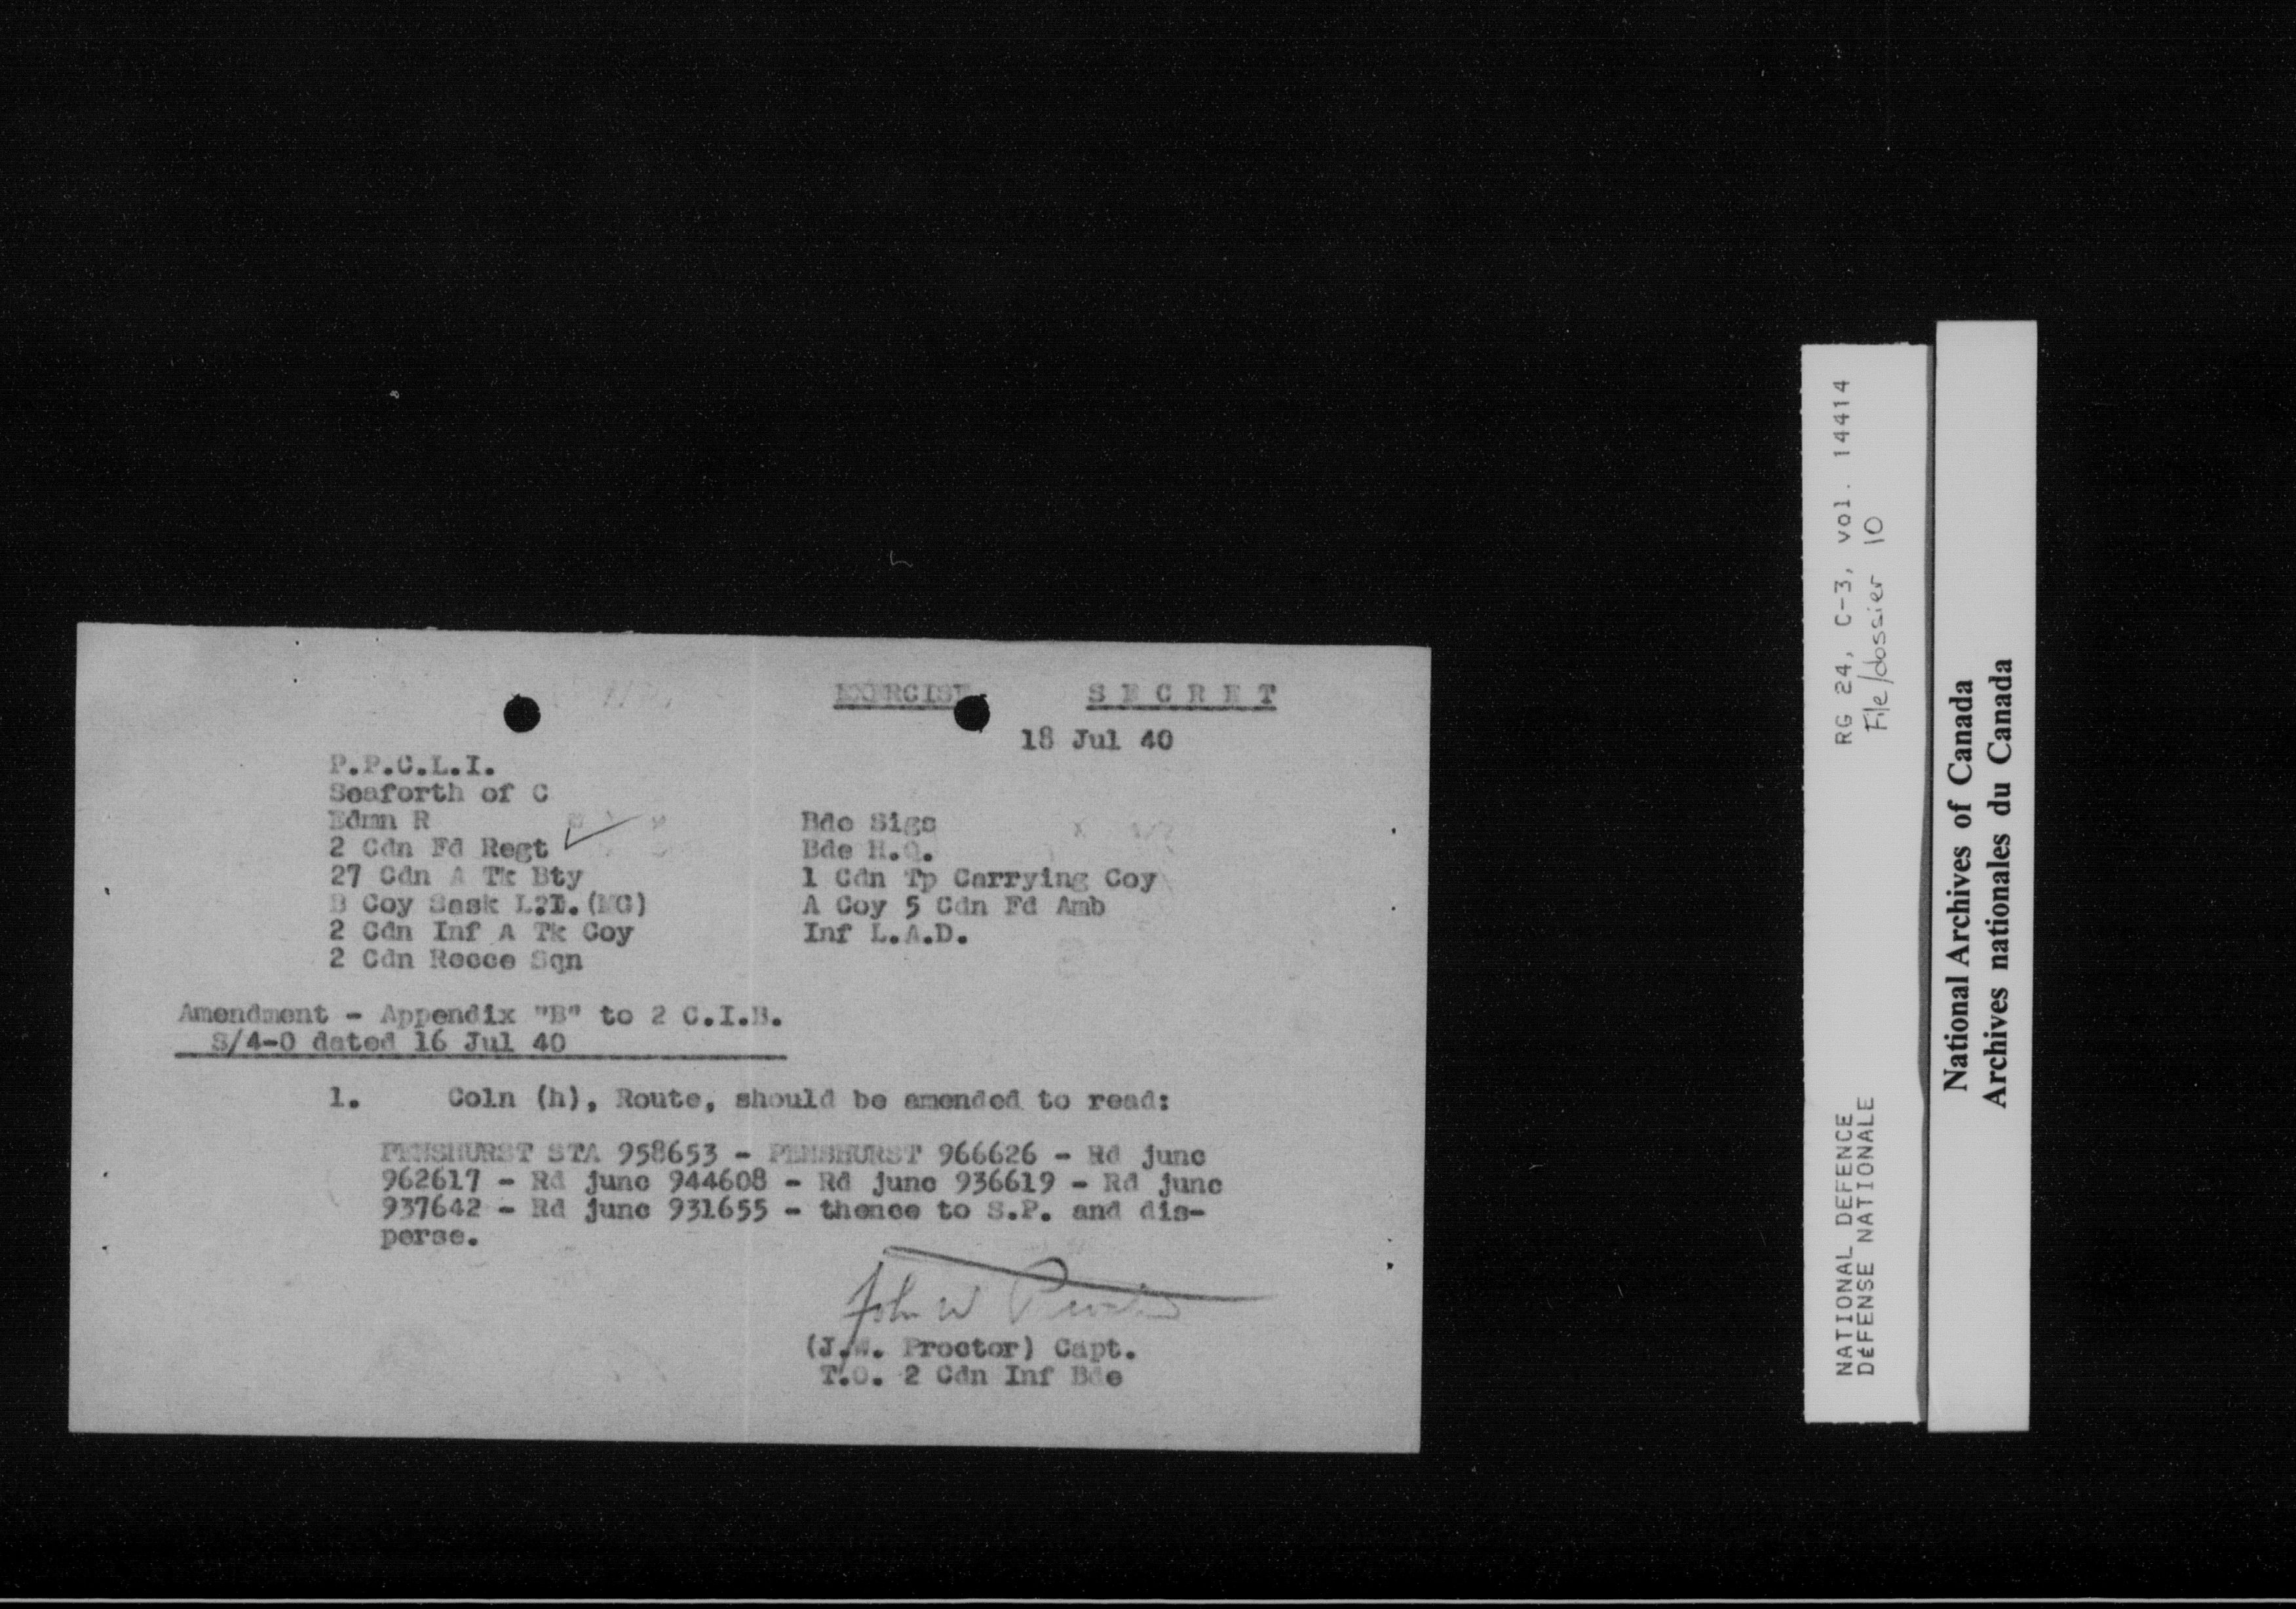 EXERCISE SECRET
18 Jul 40
P.P.C.L.I.
Seaforth of C
Edmn R
2 Cdn Fd Regt
27 Cdn A Tk Bty
B Coy Sask L.I.(MG)
2 Cdn Inf A Tk Coy
2 Cdn Recce Sqn
Bde Sigs
Bde H.Q.
1 Cdn Tp Carrying Coy
A Coy 5 Cdn Fd Amb
Inf L.A.D.
Amendment - Appendix "B" to 2 C.I.B.
S/4-0 dated 16 Jul 40
1. Coln (h), Route, should be amended to read:
PENSHURST STA 958653 - PENSHURST 966626 - Rd junc
962617 - Rd junc 944608 - Rd junc 936619 - Rd junc
937642 - Rd junc 931655 - thence to S.P. and dis-
perse.
John W Proctor
(J.W. Proctor) Capt.
T.O. 2 Cdn Inf Bde
RG 24, C-3, vol. 14414
File/dossier 10
NATIONAL DEFENCE
DÉFENSE NATIONALE
National Archives of Canada
Archives nationales du Canada